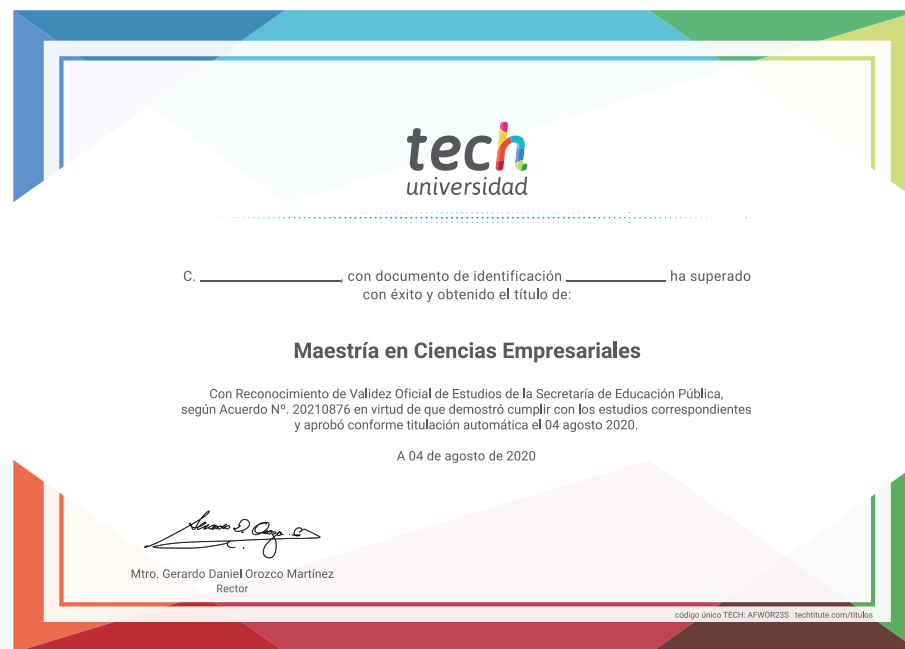 tech
universidad
C. ____________, con documento de identificación ____________ ha superado
con éxito y obtenido el título de:
Maestría en Ciencias Empresariales
Con Reconocimiento de Validez Oficial de Estudios de la Secretaría de Educación Pública,
según Acuerdo Nº. 20210876 en virtud de que demostró cumplir con los estudios correspondientes
y aprobó conforme titulación automática el 04 agosto 2020.
A 04 de agosto de 2020
Mtro. Gerardo Daniel Orozco Martínez
Rector
código único TECH: AFWOR23S techtitute.com/titulos